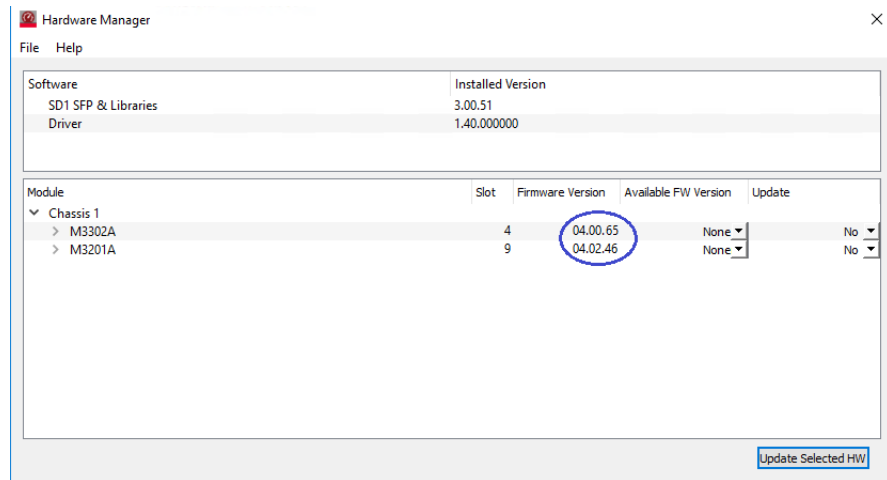 Hardware Manager
File Help
Software Installed Version
SD1 SFP & Libraries 3.00.51
Driver 1.40.000000
Module Slot Firmware Version Available FW Version Update
Chassis 1
M3302A 4 04.00.65 None No
M3201A 9 04.02.46 None No
Update Selected HW